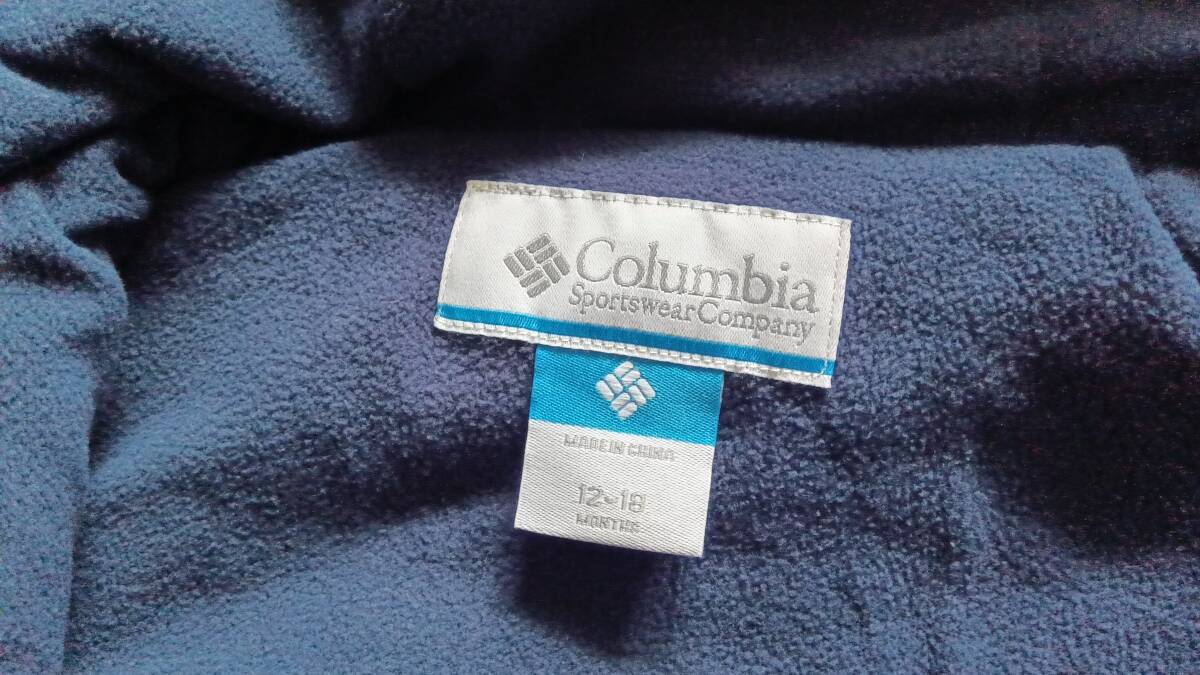 Columbia
Sportswear Company
MADE IN CHINA
12~18
MONTHS